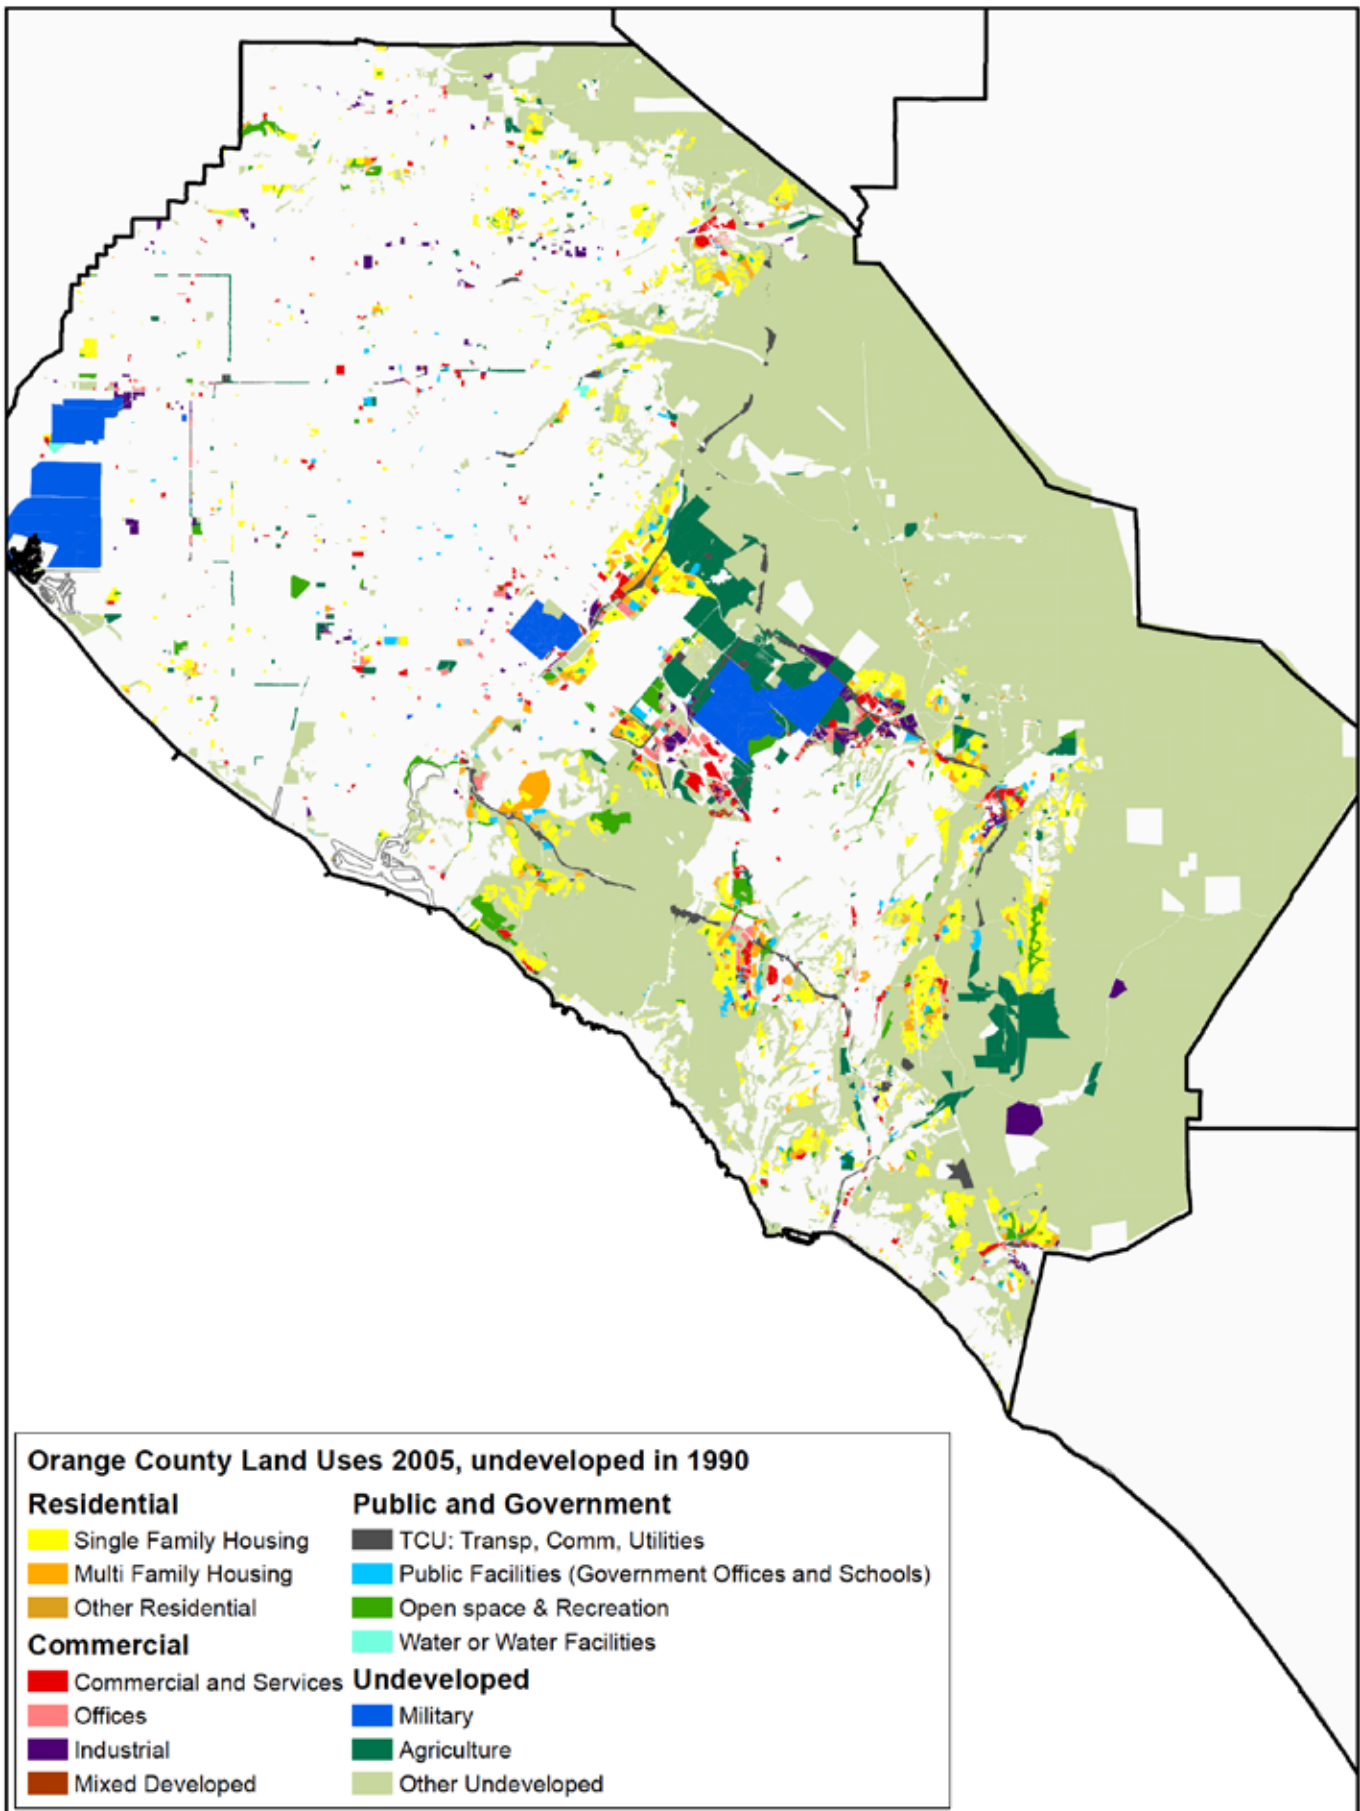 Orange County Land Uses 2005, undeveloped in 1990
Residential
Single Family Housing
Multi Family Housing
Other Residential
Commercial
Commercial and Services
Offices
Industrial
Mixed Developed
Public and Government
TCU: Transp, Comm, Utilities
Public Facilities (Government Offices and Schools)
Open space & Recreation
Water or Water Facilities
Undeveloped
Military
Agriculture
Other Undeveloped